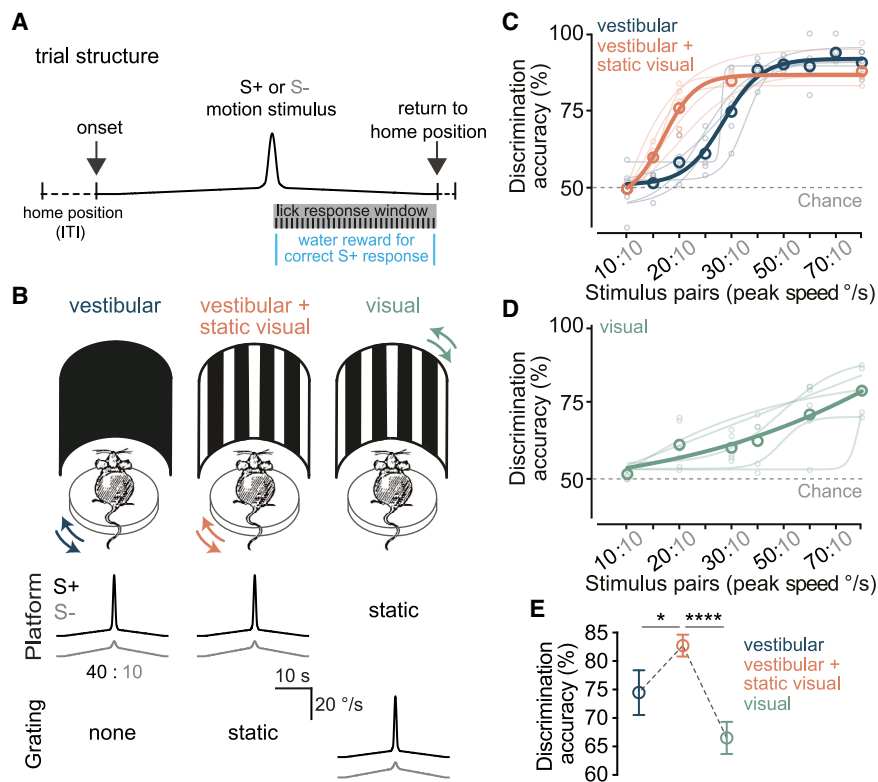 A
trial structure
S+ or S-
motion stimulus
onset
return to
home position
home position
(ITI)
lick response window
water reward for
correct S+ response
B
vestibular
vestibular +
static visual
visual
Platform
S+
S-
40 : 10
static
10 s
20 °/s
Grating
none
static
C
vestibular
vestibular +
static visual
Discrimination
accuracy (%)
100
75
50
Chance
10:10
20:10
30:10
50:10
70:10
Stimulus pairs (peak speed °/s)
D
visual
Discrimination
accuracy (%)
100
75
50
Chance
10:10
20:10
30:10
50:10
70:10
Stimulus pairs (peak speed °/s)
E
Discrimination
accuracy (%)
85
80
75
70
65
60
*
****
vestibular
vestibular +
static visual
visual